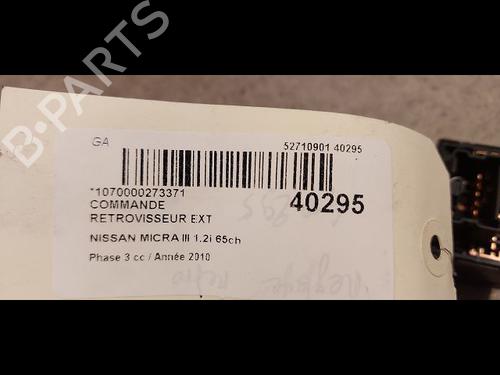 B-PARTS
GA
52710901 40295
*1070000273371
40295
COMMANDE
RETROVISSEUR EXT
NISSAN MICRA III 1.2i 65ch
Phase 3 cc / Année 2010